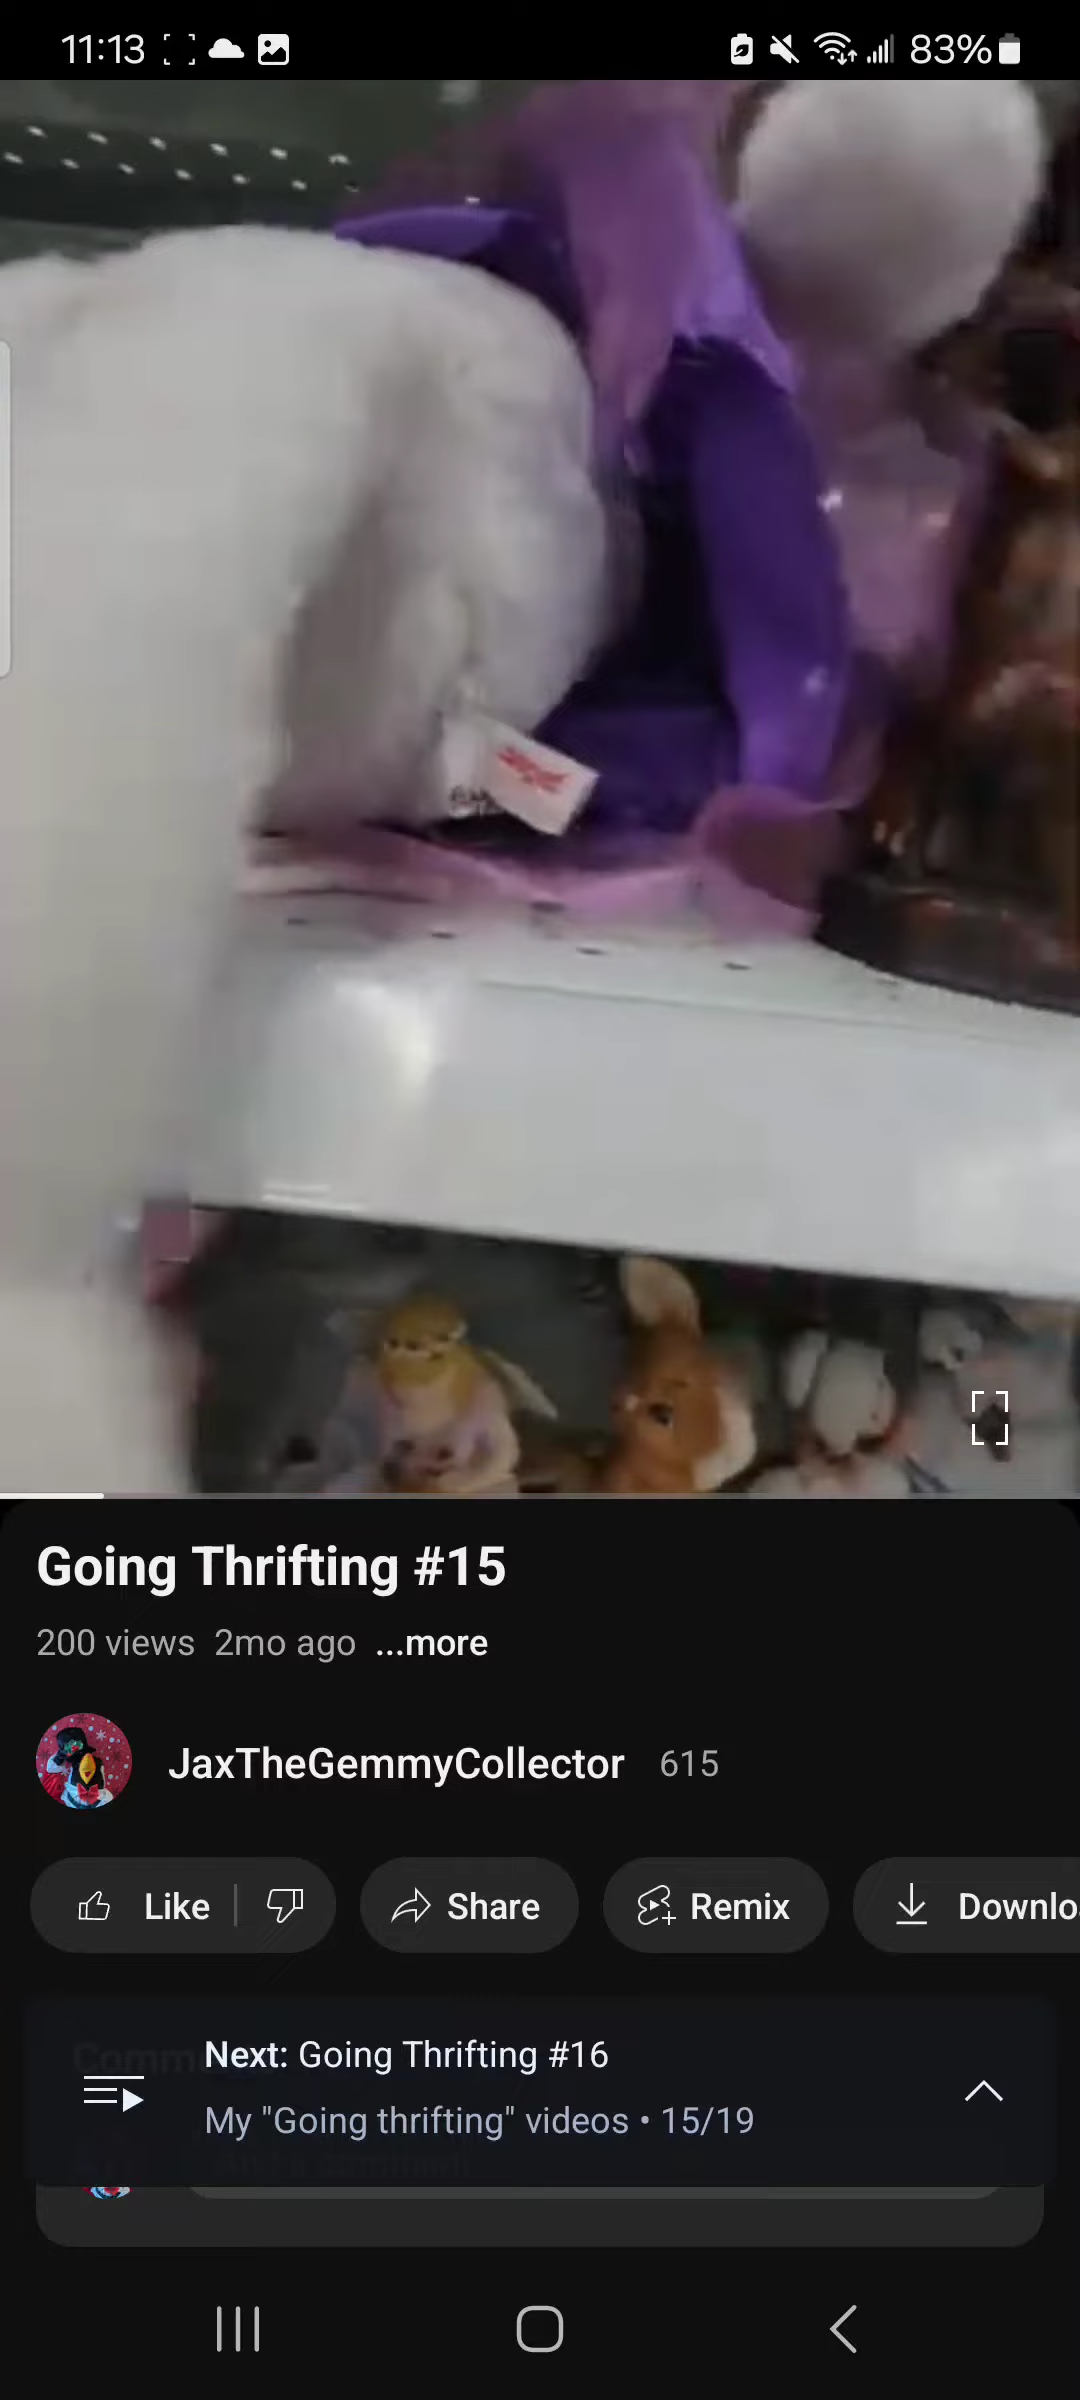 11:13
83%
Going Thrifting #15
200 views 2mo ago ...more
JaxTheGemmyCollector 615
Like
Share
Remix
Downlo
Next: Going Thrifting #16
My "Going thrifting" videos • 15/19